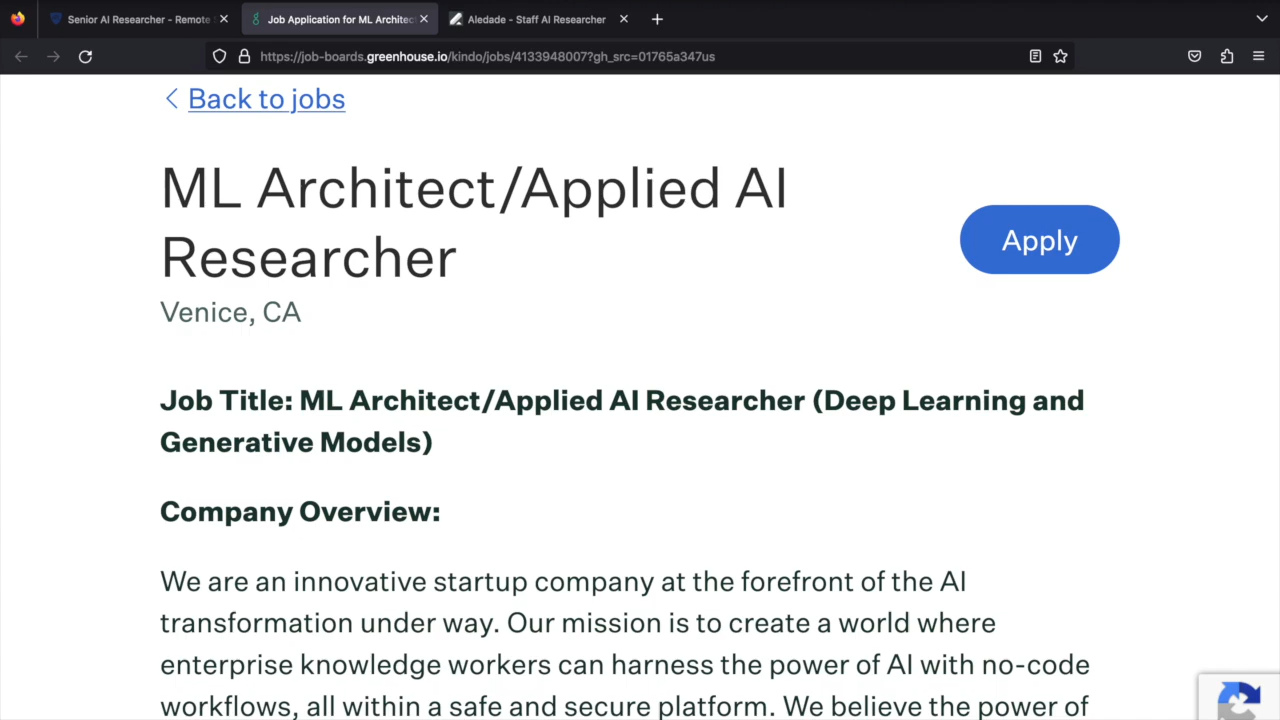 Senior AI Researcher - Remote
Job Application for ML Architec
Aledade - Staff AI Researcher
https://job-boards.greenhouse.io/kindo/jobs/4133948007?gh_src=01765a347us
Back to jobs
ML Architect/Applied AI
Researcher
Apply
Venice, CA
Job Title: ML Architect/Applied AI Researcher (Deep Learning and
Generative Models)
Company Overview:
We are an innovative startup company at the forefront of the AI
transformation under way. Our mission is to create a world where
enterprise knowledge workers can harness the power of AI with no-code
workflows, all within a safe and secure platform. We believe the power of